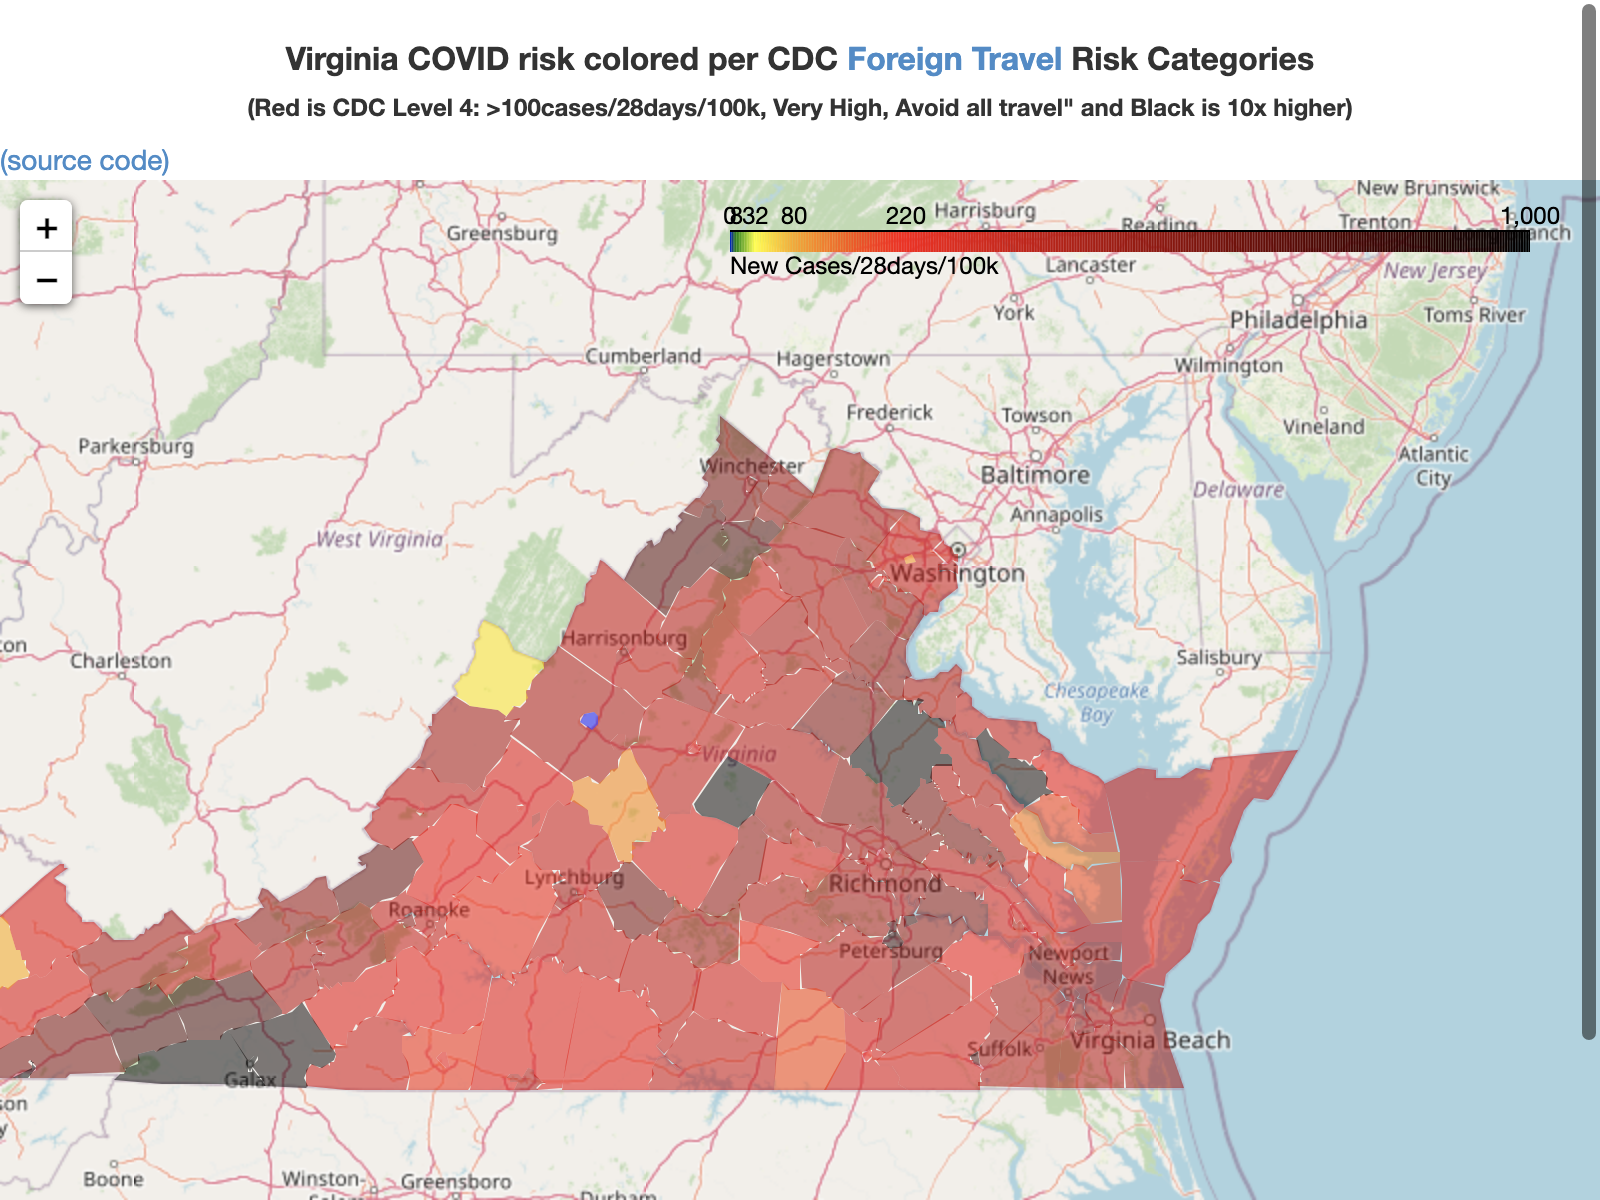 Virginia COVID risk colored per CDC Foreign Travel Risk Categories
(Red is CDC Level 4: >100cases/28days/100k, Very High, Avoid all travel" and Black is 10x higher)
(source code)
+
−
New Brunswick
0 8 32 80 220 1,000
Harrisburg
Reading
Trenton
Long Branch
Greensburg
New Cases/28days/100k
Lancaster
New Jersey
York
Philadelphia
Toms River
Cumberland
Hagerstown
Wilmington
Frederick
Towson
Vineland
Parkersburg
Winchester
Baltimore
Atlantic
City
Delaware
Annapolis
West Virginia
Washington
Harrisonburg
Charleston
Salisbury
Chesapeake
Bay
Virginia
Lynchburg
Richmond
Roanoke
Petersburg
Newport
News
Virginia Beach
Suffolk
Galax
Boone
Winston-
Greensboro
Durham